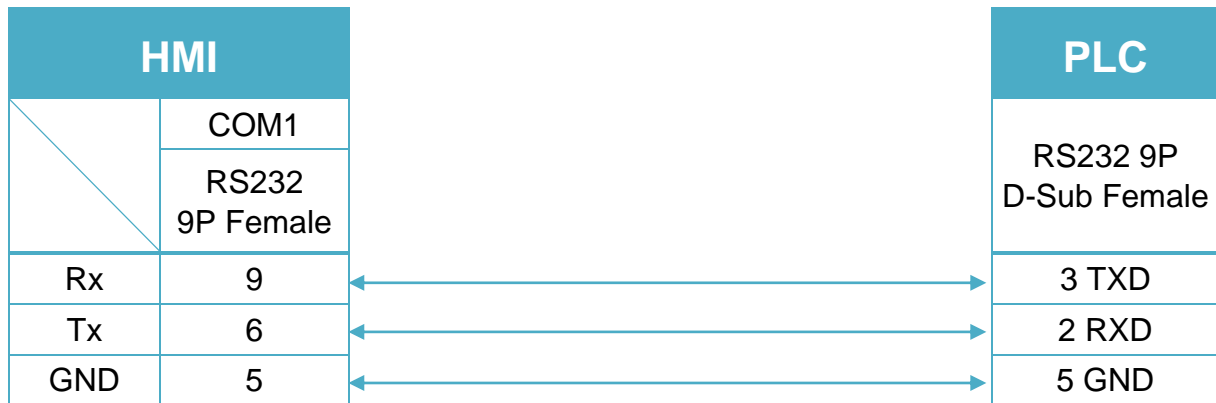 HMI
PLC
COM1
RS232
9P Female
RS232 9P
D-Sub Female
Rx 9 3 TXD
Tx 6 2 RXD
GND 5 5 GND